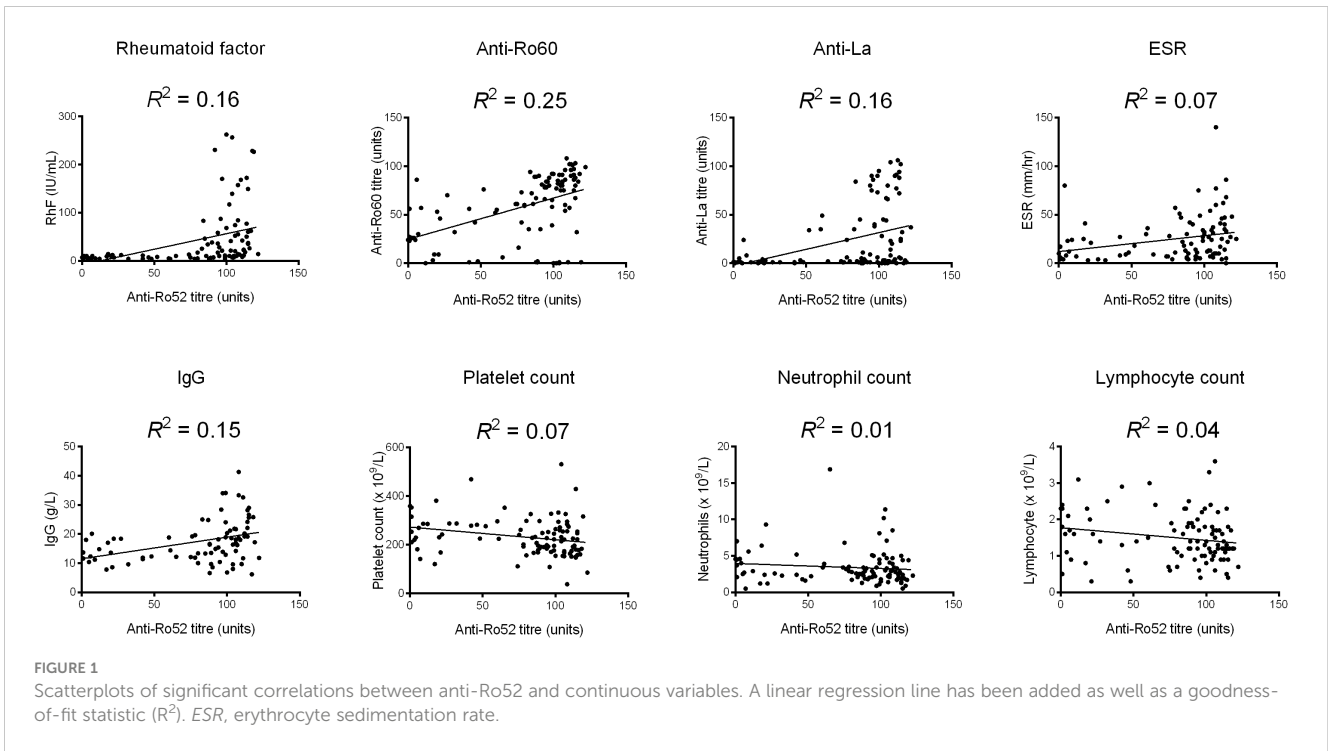 Rheumatoid factor
R² = 0.16
RhF (IU/mL)
300
200
100
0
0 50 100 150
Anti-Ro52 titre (units)
Anti-Ro60
R² = 0.25
Anti-Ro60 titre (units)
150
100
50
0
0 50 100 150
Anti-Ro52 titre (units)
Anti-La
R² = 0.16
Anti-La titre (units)
150
100
50
0
0 50 100 150
Anti-Ro52 titre (units)
ESR
R² = 0.07
ESR (mm/hr)
150
100
50
0
0 50 100 150
Anti-Ro52 titre (units)
IgG
R² = 0.15
IgG (g/L)
50
40
30
20
10
0
0 50 100 150
Anti-Ro52 titre (units)
Platelet count
R² = 0.07
Platelet count (x 10⁹/L)
600
400
200
0
0 50 100 150
Anti-Ro52 titre (units)
Neutrophil count
R² = 0.01
Neutrophils (x 10⁹/L)
20
15
10
5
0
0 50 100 150
Anti-Ro52 titre (units)
Lymphocyte count
R² = 0.04
Lymphocyte (x 10⁹/L)
4
3
2
1
0
0 50 100 150
Anti-Ro52 titre (units)
FIGURE 1
Scatterplots of significant correlations between anti-Ro52 and continuous variables. A linear regression line has been added as well as a goodness-
of-fit statistic (R²). ESR, erythrocyte sedimentation rate.